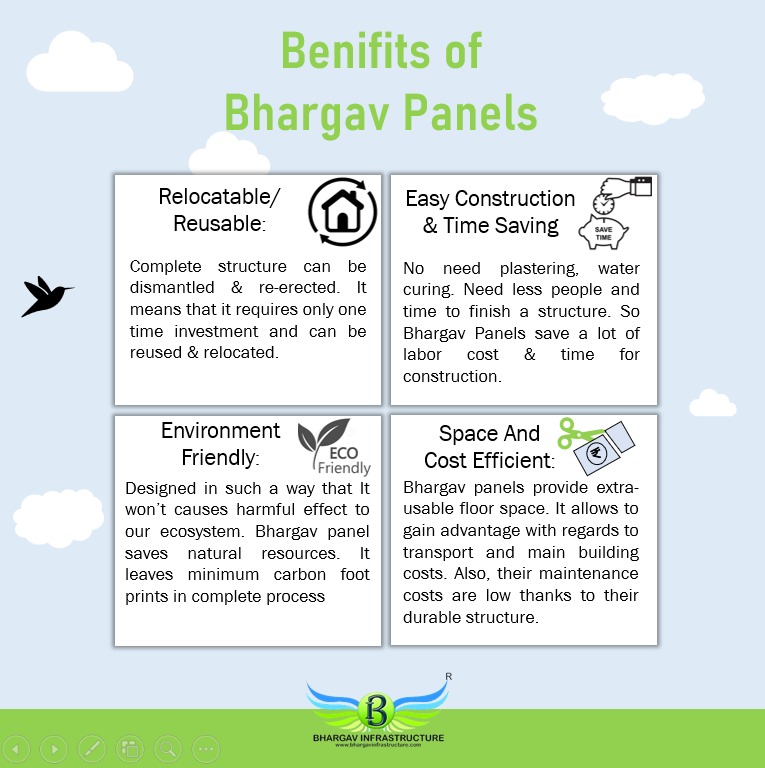 Benifits of
Bhargav Panels
Relocatable/
Reusable:
Complete structure can be
dismantled & re-erected. It
means that it requires only one
time investment and can be
reused & relocated.
Easy Construction
& Time Saving
SAVE
TIME
No need plastering, water
curing. Need less people and
time to finish a structure. So
Bhargav Panels save a lot of
labor cost & time for
construction.
Environment
Friendly:
ECO
Friendly
Designed in such a way that It
won't causes harmful effect to
our ecosystem. Bhargav panel
saves natural resources. It
leaves minimum carbon foot
prints in complete process
Space And
Cost Efficient:
₹
Bhargav panels provide extra-
usable floor space. It allows to
gain advantage with regards to
transport and main building
costs. Also, their maintenance
costs are low thanks to their
durable structure.
R
B
BHARGAV INFRASTRUCTURE
www.bhargavinfrastructure.com